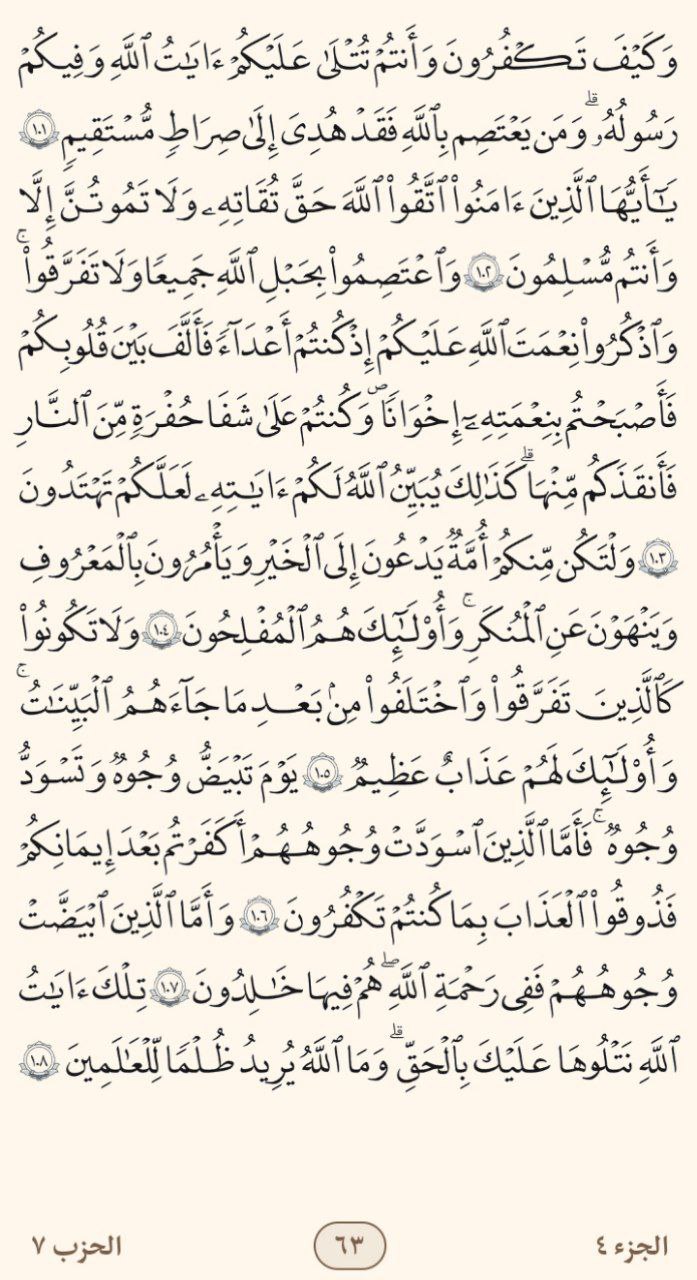 وَكَيْفَ تَكْفُرُونَ وَأَنتُمْ تُتْلَىٰ عَلَيْكُمْ ءَايَٰتُ ٱللَّهِ وَفِيكُمْ
رَسُولُهُۥ ۗ وَمَن يَعْتَصِم بِٱللَّهِ فَقَدْ هُدِىَ إِلَىٰ صِرَٰطٍ مُّسْتَقِيمٍ ١٠١
يَٰٓأَيُّهَا ٱلَّذِينَ ءَامَنُوا۟ ٱتَّقُوا۟ ٱللَّهَ حَقَّ تُقَاتِهِۦ وَلَا تَمُوتُنَّ إِلَّا
وَأَنتُم مُّسْلِمُونَ ١٠٢ وَٱعْتَصِمُوا۟ بِحَبْلِ ٱللَّهِ جَمِيعًا وَلَا تَفَرَّقُوا۟ ۚ
وَٱذْكُرُوا۟ نِعْمَتَ ٱللَّهِ عَلَيْكُمْ إِذْ كُنتُمْ أَعْدَآءً فَأَلَّفَ بَيْنَ قُلُوبِكُمْ
فَأَصْبَحْتُم بِنِعْمَتِهِۦٓ إِخْوَٰنًا وَكُنتُمْ عَلَىٰ شَفَا حُفْرَةٍ مِّنَ ٱلنَّارِ
فَأَنقَذَكُم مِّنْهَا ۗ كَذَٰلِكَ يُبَيِّنُ ٱللَّهُ لَكُمْ ءَايَٰتِهِۦ لَعَلَّكُمْ تَهْتَدُونَ
١٠٣ وَلْتَكُن مِّنكُمْ أُمَّةٌ يَدْعُونَ إِلَى ٱلْخَيْرِ وَيَأْمُرُونَ بِٱلْمَعْرُوفِ
وَيَنْهَوْنَ عَنِ ٱلْمُنكَرِ ۚ وَأُو۟لَٰٓئِكَ هُمُ ٱلْمُفْلِحُونَ ١٠٤ وَلَا تَكُونُوا۟
كَٱلَّذِينَ تَفَرَّقُوا۟ وَٱخْتَلَفُوا۟ مِنۢ بَعْدِ مَا جَآءَهُمُ ٱلْبَيِّنَٰتُ ۚ
وَأُو۟لَٰٓئِكَ لَهُمْ عَذَابٌ عَظِيمٌ ١٠٥ يَوْمَ تَبْيَضُّ وُجُوهٌ وَتَسْوَدُّ
وُجُوهٌ ۚ فَأَمَّا ٱلَّذِينَ ٱسْوَدَّتْ وُجُوهُهُمْ أَكَفَرْتُم بَعْدَ إِيمَٰنِكُمْ
فَذُوقُوا۟ ٱلْعَذَابَ بِمَا كُنتُمْ تَكْفُرُونَ ١٠٦ وَأَمَّا ٱلَّذِينَ ٱبْيَضَّتْ
وُجُوهُهُمْ فَفِى رَحْمَةِ ٱللَّهِ ۖ هُمْ فِيهَا خَٰلِدُونَ ١٠٧ تِلْكَ ءَايَٰتُ
ٱللَّهِ نَتْلُوهَا عَلَيْكَ بِٱلْحَقِّ ۗ وَمَا ٱللَّهُ يُرِيدُ ظُلْمًا لِّلْعَٰلَمِينَ ١٠٨
الجزء ٤
٦٣
الحزب ٧